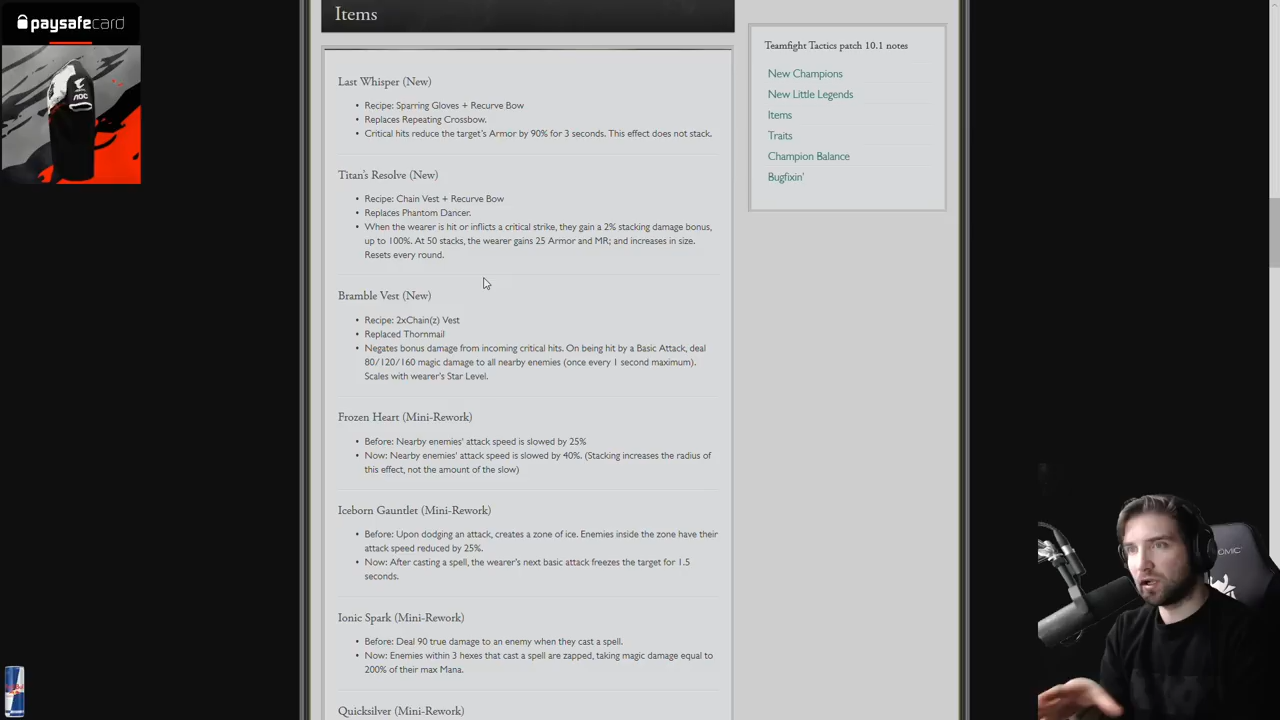 paysafecard
AOC
Items
Last Whisper (New)
• Recipe: Sparring Gloves + Recurve Bow
• Replaces Repeating Crossbow.
• Critical hits reduce the target's Armor by 90% for 3 seconds. This effect does not stack.
Titan's Resolve (New)
• Recipe: Chain Vest + Recurve Bow
• Replaces Phantom Dancer.
• When the wearer is hit or inflicts a critical strike, they gain a 2% stacking damage bonus,
up to 100%. At 50 stacks, the wearer gains 25 Armor and MR; and increases in size.
Resets every round.
Bramble Vest (New)
• Recipe: 2xChain(z) Vest
• Replaced Thornmail
• Negates bonus damage from incoming critical hits. On being hit by a Basic Attack, deal
80/120/160 magic damage to all nearby enemies (once every 1 second maximum).
Scales with wearer's Star Level.
Frozen Heart (Mini-Rework)
• Before: Nearby enemies' attack speed is slowed by 25%
• Now: Nearby enemies' attack speed is slowed by 40%. (Stacking increases the radius of
this effect, not the amount of the slow)
Iceborn Gauntlet (Mini-Rework)
• Before: Upon dodging an attack, creates a zone of ice. Enemies inside the zone have their
attack speed reduced by 25%.
• Now: After casting a spell, the wearer's next basic attack freezes the target for 1.5
seconds.
Ionic Spark (Mini-Rework)
• Before: Deal 90 true damage to an enemy when they cast a spell.
• Now: Enemies within 3 hexes that cast a spell are zapped, taking magic damage equal to
200% of their max Mana.
Quicksilver (Mini-Rework)
Teamfight Tactics patch 10.1 notes
New Champions
New Little Legends
Items
Traits
Champion Balance
Bugfixin'